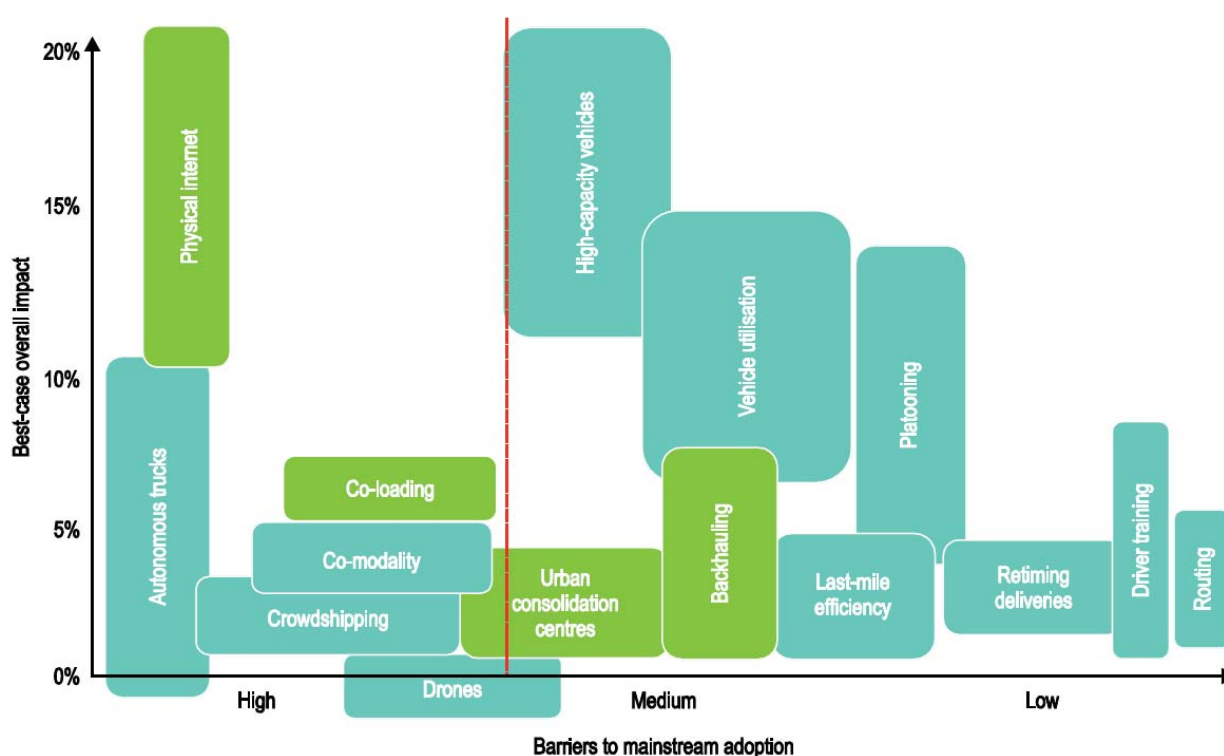 20%
15%
10%
5%
0%
Best-case overall impact
Physical internet
Autonomous trucks
Co-loading
Co-modality
Crowdshipping
Drones
High-capacity vehicles
Vehicle utilisation
Urban
consolidation
centres
Backhauling
Platooning
Last-mile
efficiency
Retiming
deliveries
Driver training
Routing
High
Medium
Low
Barriers to mainstream adoption